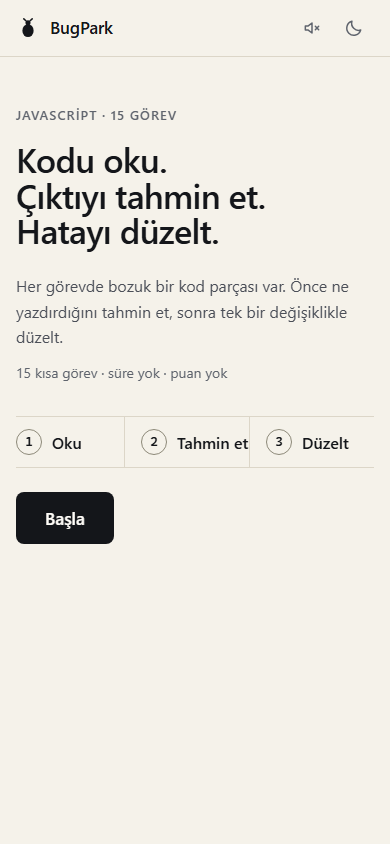 BugPark
JAVASCRİPT · 15 GÖREV
Kodu oku.
Çıktıyı tahmin et.
Hatayı düzelt.
Her görevde bozuk bir kod parçası var. Önce ne
yazdırdığını tahmin et, sonra tek bir değişiklikle
düzelt.
15 kısa görev · süre yok · puan yok
1 Oku 2 Tahmin et 3 Düzelt
Başla